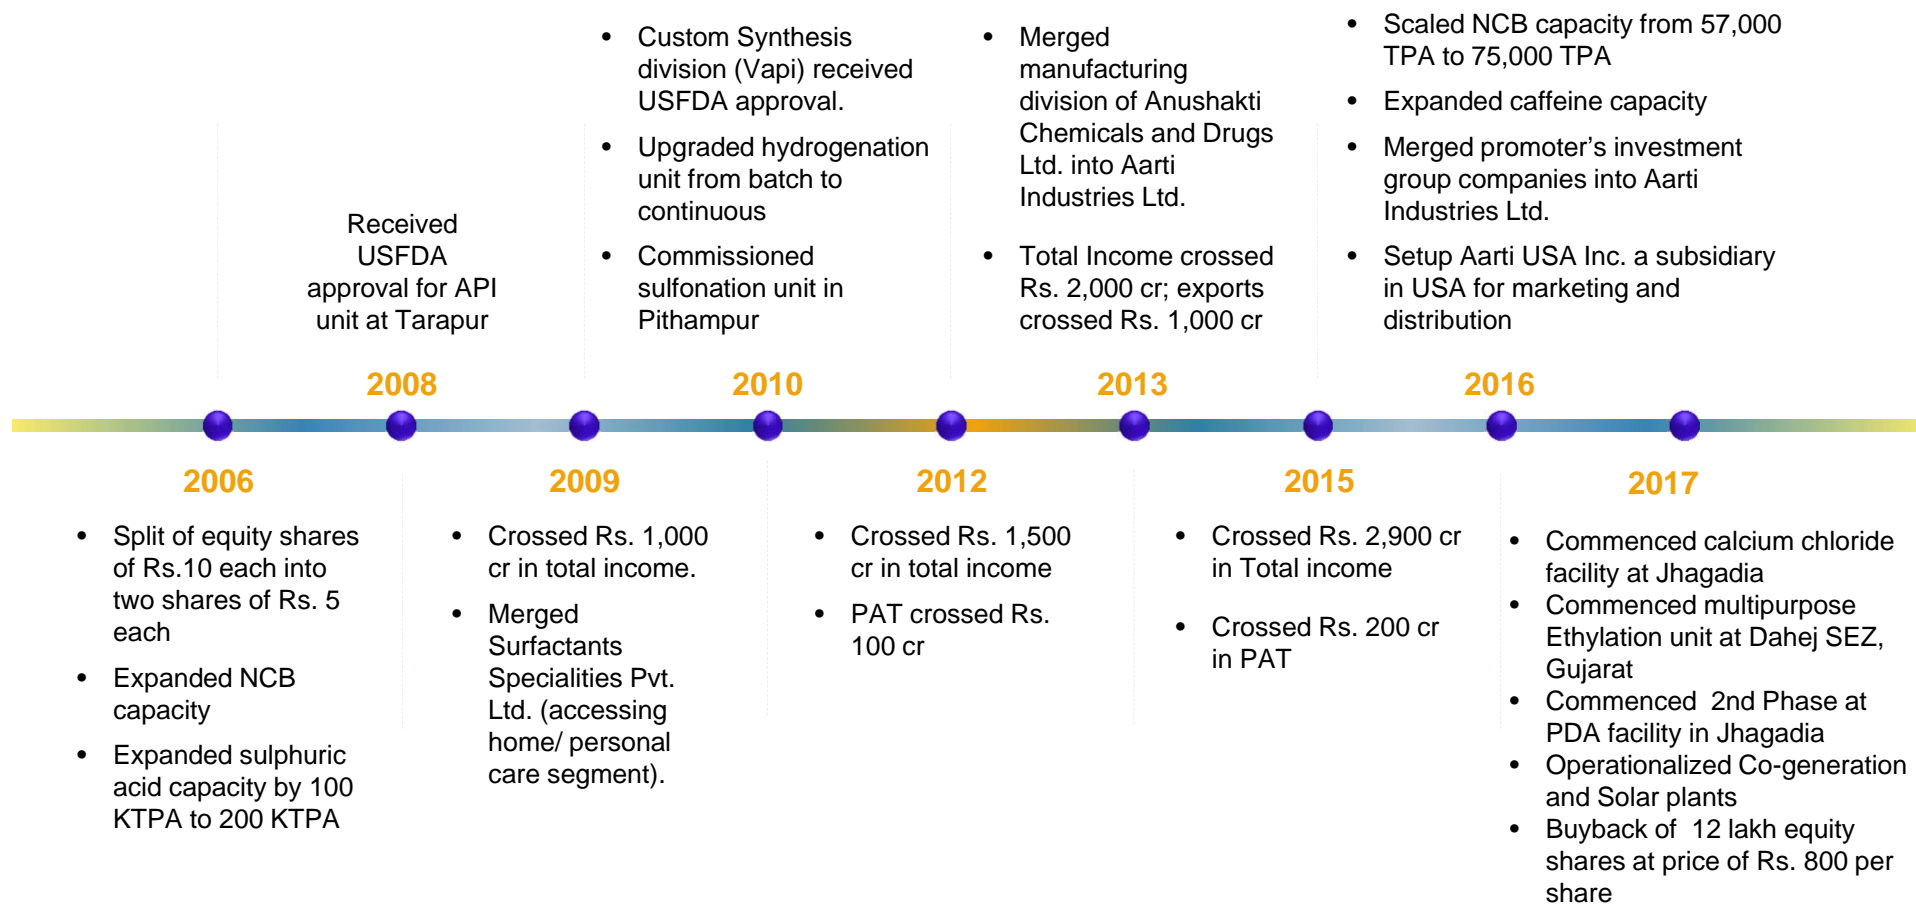 Received
USFDA
approval for API
unit at Tarapur
2008
• Custom Synthesis
division (Vapi) received
USFDA approval.
• Upgraded hydrogenation
unit from batch to
continuous
• Commissioned
sulfonation unit in
Pithampur
2010
• Merged
manufacturing
division of Anushakti
Chemicals and Drugs
Ltd. into Aarti
Industries Ltd.
• Total Income crossed
Rs. 2,000 cr; exports
crossed Rs. 1,000 cr
2013
• Scaled NCB capacity from 57,000
TPA to 75,000 TPA
• Expanded caffeine capacity
• Merged promoter’s investment
group companies into Aarti
Industries Ltd.
• Setup Aarti USA Inc. a subsidiary
in USA for marketing and
distribution
2016
2006
• Split of equity shares
of Rs.10 each into
two shares of Rs. 5
each
• Expanded NCB
capacity
• Expanded sulphuric
acid capacity by 100
KTPA to 200 KTPA
2009
• Crossed Rs. 1,000
cr in total income.
• Merged
Surfactants
Specialities Pvt.
Ltd. (accessing
home/ personal
care segment).
2012
• Crossed Rs. 1,500
cr in total income
• PAT crossed Rs.
100 cr
2015
• Crossed Rs. 2,900 cr
in Total income
• Crossed Rs. 200 cr
in PAT
2017
• Commenced calcium chloride
facility at Jhagadia
• Commenced multipurpose
Ethylation unit at Dahej SEZ,
Gujarat
• Commenced 2nd Phase at
PDA facility in Jhagadia
• Operationalized Co-generation
and Solar plants
• Buyback of 12 lakh equity
shares at price of Rs. 800 per
share